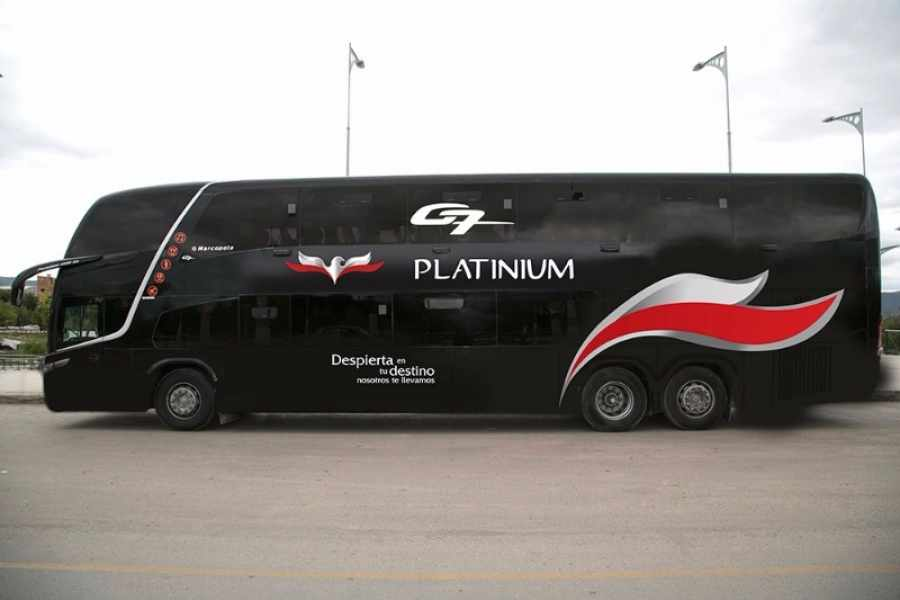 G7
Marcopolo
PLATINIUM
Despierta en
tu destino
nosotros te llevamos